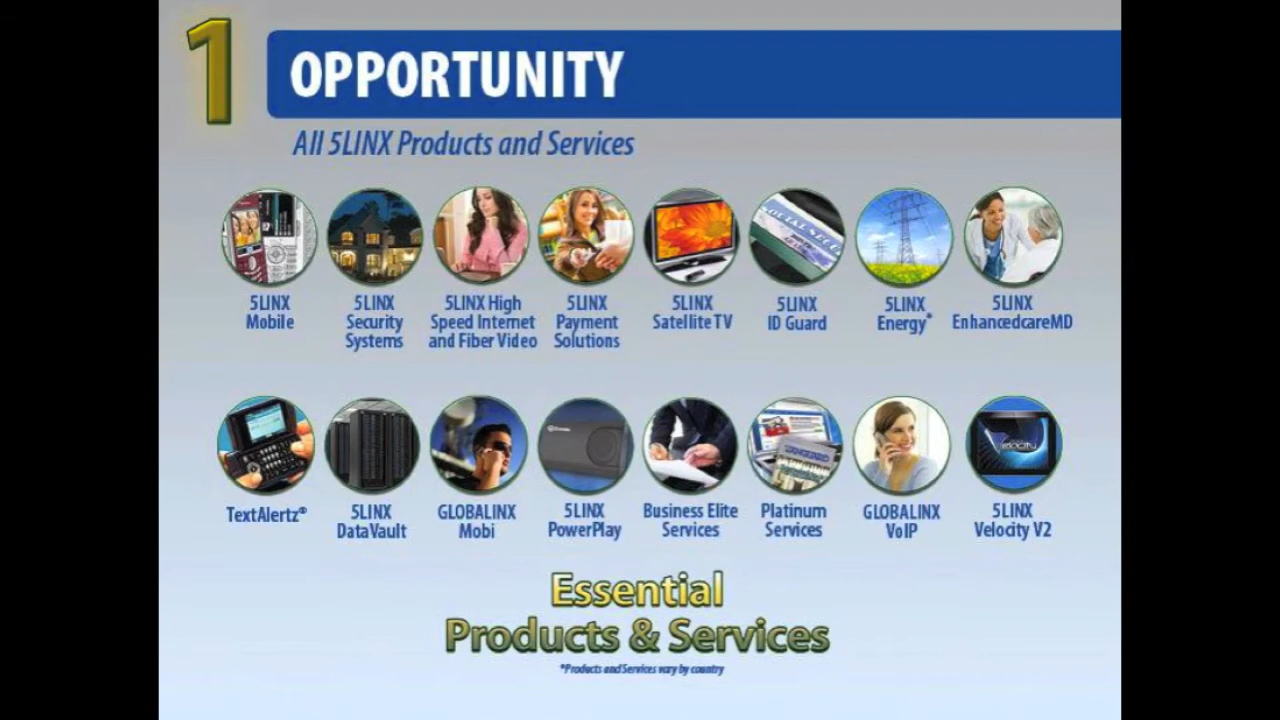 1
OPPORTUNITY
All 5LINX Products and Services
5LINX
Mobile
5LINX
Security
Systems
5LINX High
Speed Internet
and Fiber Video
5LINX
Payment
Solutions
5LINX
Satellite TV
5LINX
ID Guard
5LINX
Energy*
5LINX
EnhancedcareMD
TextAlertz®
5LINX
DataVault
GLOBALINX
Mobi
5LINX
PowerPlay
Business Elite
Services
Platinum
Services
GLOBALINX
VoIP
5LINX
Velocity V2
Essential
Products & Services
*Products and Services vary by country